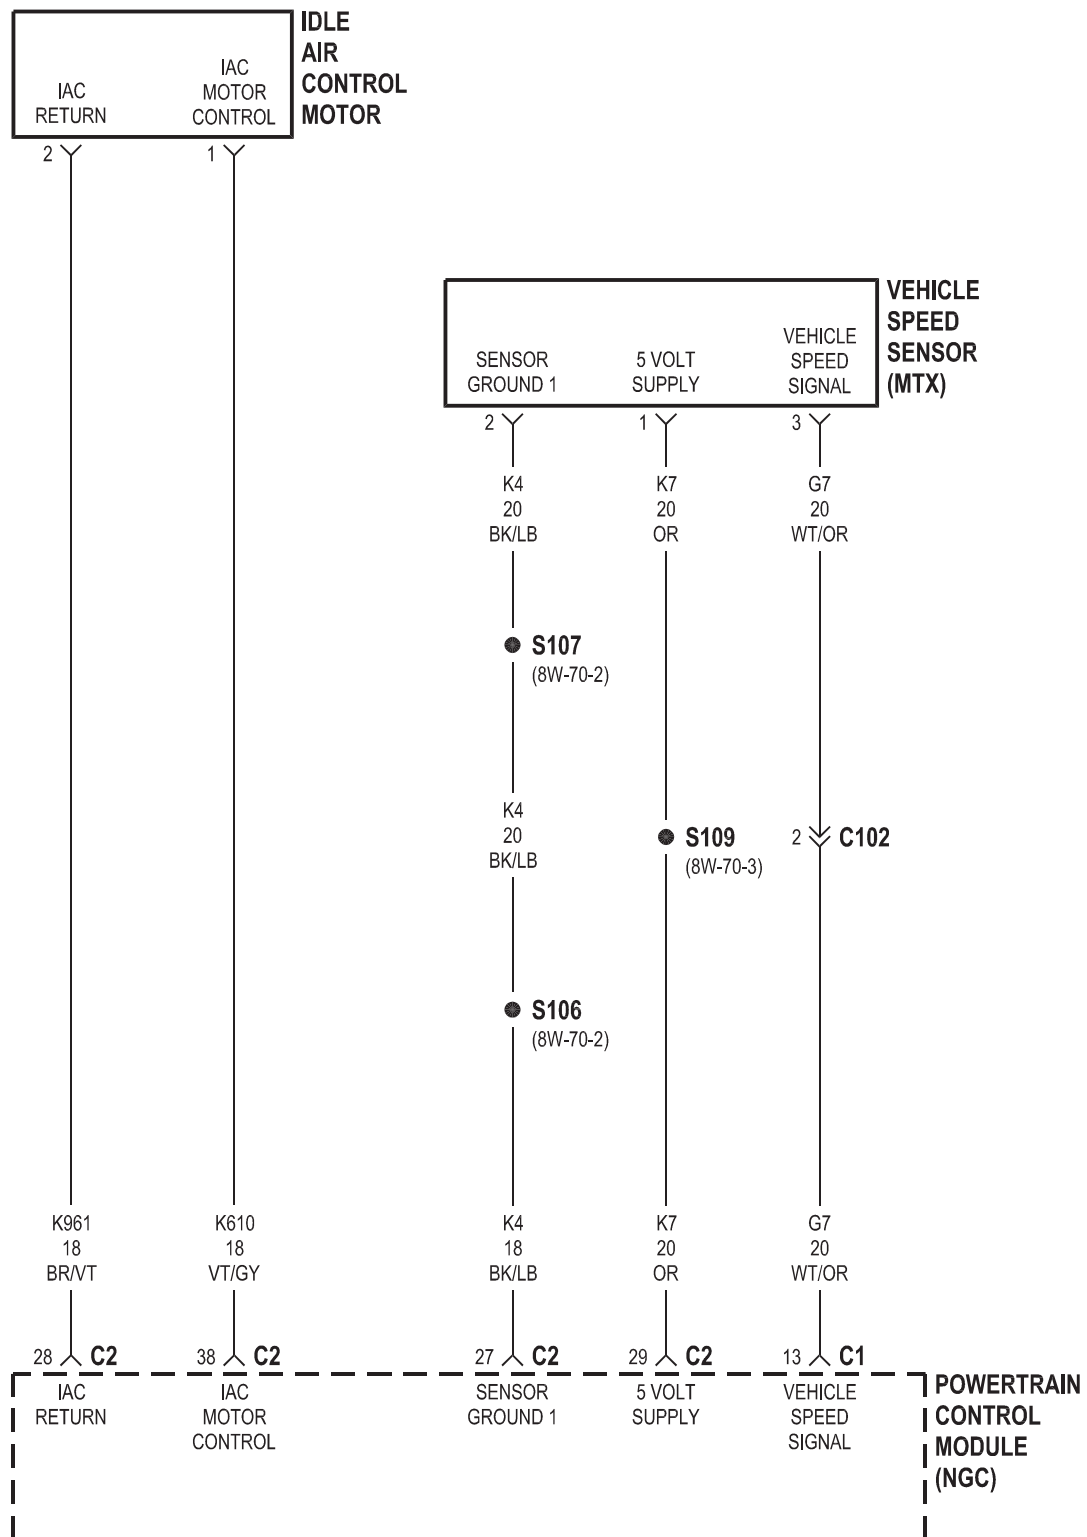 IDLE
AIR
CONTROL
MOTOR
IAC
RETURN
IAC
MOTOR
CONTROL
2
1
VEHICLE
SPEED
SENSOR
(MTX)
SENSOR
GROUND 1
5 VOLT
SUPPLY
VEHICLE
SPEED
SIGNAL
2
1
3
K4
20
BK/LB
K7
20
OR
G7
20
WT/OR
S107
(8W-70-2)
K4
20
BK/LB
S109
(8W-70-3)
2
C102
S106
(8W-70-2)
K961
18
BR/VT
K610
18
VT/GY
K4
18
BK/LB
K7
20
OR
G7
20
WT/OR
28
C2
38
C2
27
C2
29
C2
13
C1
IAC
RETURN
IAC
MOTOR
CONTROL
SENSOR
GROUND 1
5 VOLT
SUPPLY
VEHICLE
SPEED
SIGNAL
POWERTRAIN
CONTROL
MODULE
(NGC)